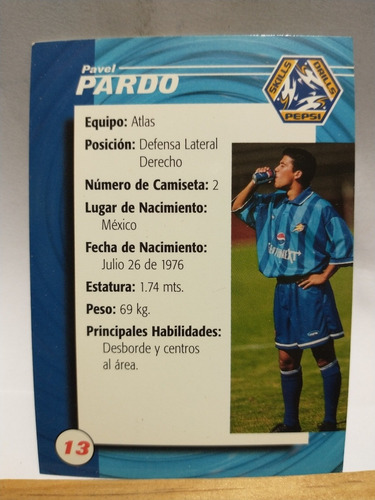 Pavel
PARDO
SKILLS
DRILLS
PEPSI
Equipo: Atlas
Posición: Defensa Lateral
Derecho
Número de Camiseta: 2
Lugar de Nacimiento:
México
Fecha de Nacimiento:
Julio 26 de 1976
Estatura: 1.74 mts.
Peso: 69 kg.
Principales Habilidades:
Desborde y centros
al área.
13